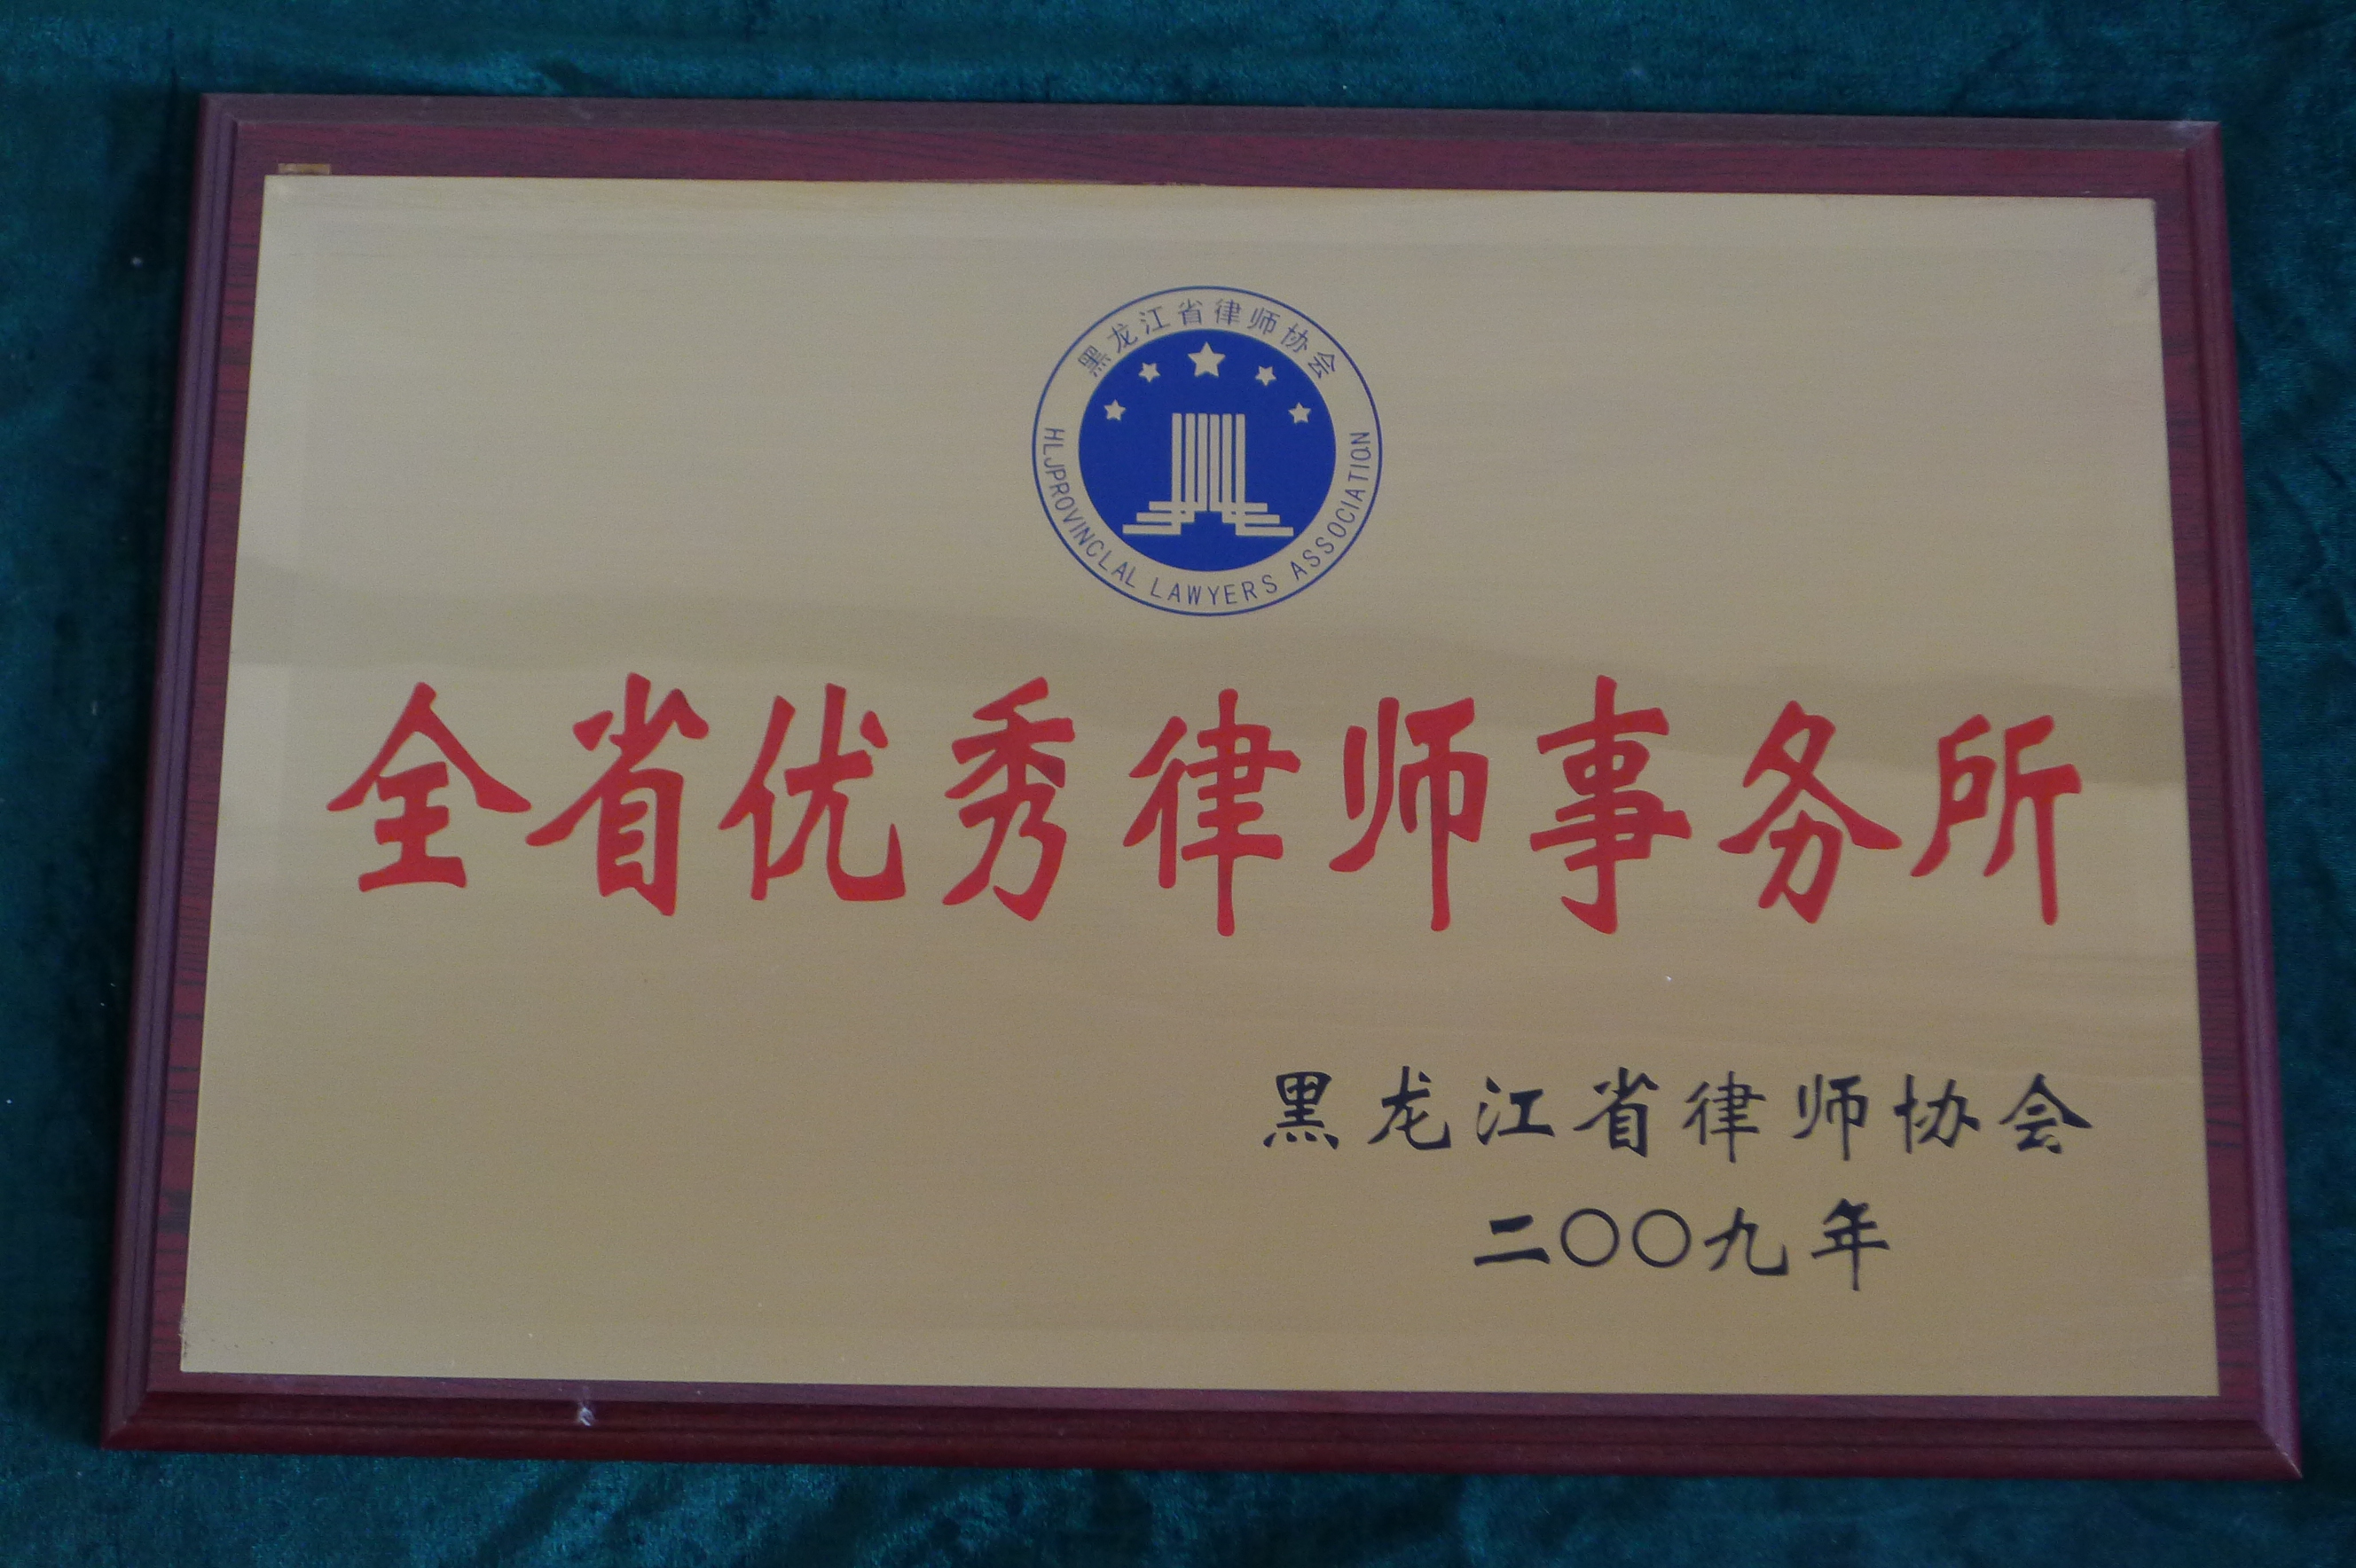 黑龙江省律师协会
HLJPROVINCLAL LAWYERS ASSOCIATION
全省优秀律师事务所
黑龙江省律师协会
二〇〇九年